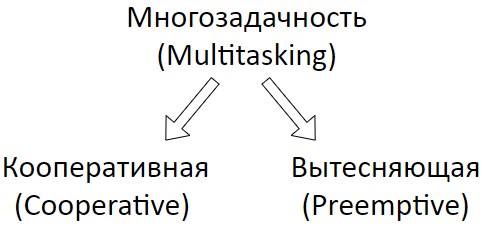 Многозадачность
(Multitasking)
Кооперативная
(Cooperative)
Вытесняющая
(Preemptive)